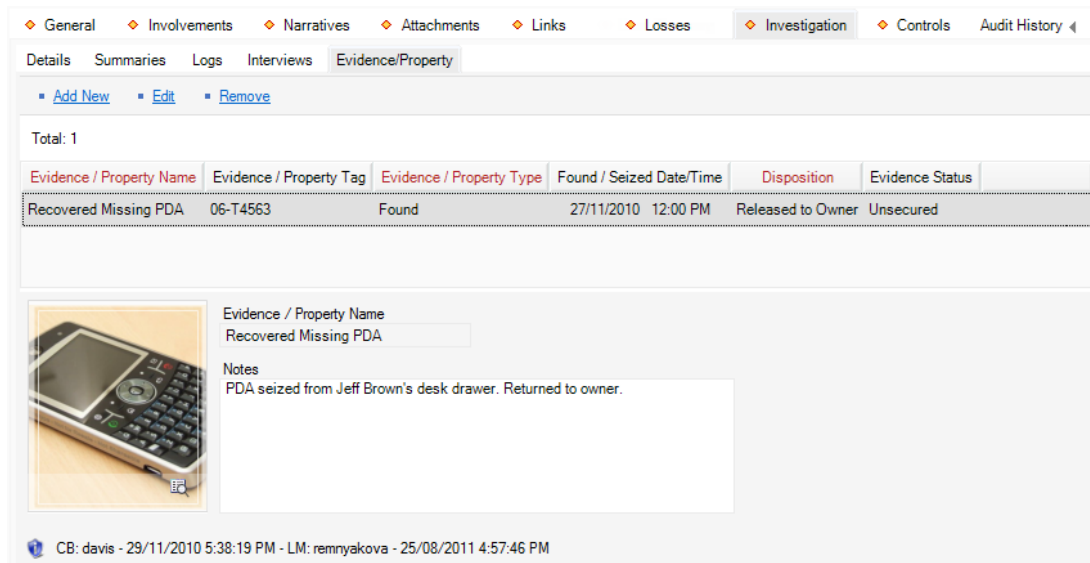 General Involvements Narratives Attachments Links Losses Investigation Controls Audit History
Details Summaries Logs Interviews Evidence/Property
Add New Edit Remove
Total: 1
Evidence / Property Name Evidence / Property Tag Evidence / Property Type Found / Seized Date/Time Disposition Evidence Status
Recovered Missing PDA 06-T4563 Found 27/11/2010 12:00 PM Released to Owner Unsecured
Evidence / Property Name
Recovered Missing PDA
Notes
PDA seized from Jeff Brown's desk drawer. Returned to owner.
CB: davis - 29/11/2010 5:38:19 PM - LM: remnyakova - 25/08/2011 4:57:46 PM